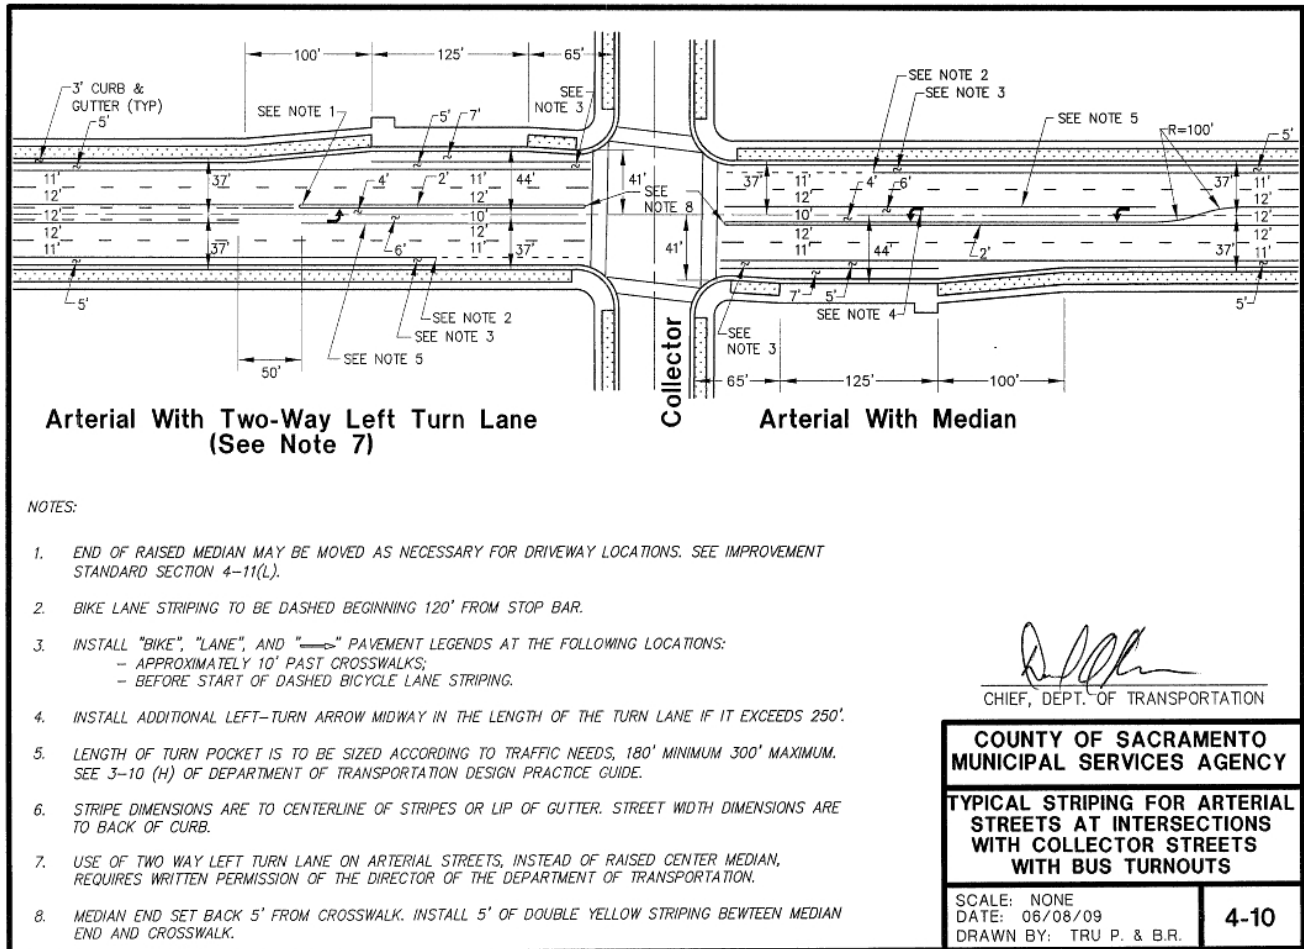 100' 125' 65'
3' CURB &
GUTTER (TYP)
5'
SEE NOTE 1
5' 7'
SEE
NOTE 3
11' 37' 4' 2' 11' 44' 41'
12' 12'
12' 10'
12' 12'
11' 37' 6' 11' 37'
5'
SEE NOTE 2
SEE NOTE 3
SEE NOTE 5
50'
SEE
NOTE 8
41'
SEE NOTE 2
SEE NOTE 3
SEE NOTE 5
R=100'
5'
37' 11' 4' 6' 37' 11'
12' 12'
10' 12'
12' 12'
11' 44' 2' 37' 11'
7' 5' 5'
SEE NOTE 4
SEE
NOTE 3
65' 125' 100'
Collector
Arterial With Two-Way Left Turn Lane
(See Note 7)
Arterial With Median
NOTES:
1. END OF RAISED MEDIAN MAY BE MOVED AS NECESSARY FOR DRIVEWAY LOCATIONS. SEE IMPROVEMENT
STANDARD SECTION 4-11(L).
2. BIKE LANE STRIPING TO BE DASHED BEGINNING 120' FROM STOP BAR.
3. INSTALL "BIKE", "LANE", AND "⟹" PAVEMENT LEGENDS AT THE FOLLOWING LOCATIONS:
- APPROXIMATELY 10' PAST CROSSWALKS;
- BEFORE START OF DASHED BICYCLE LANE STRIPING.
4. INSTALL ADDITIONAL LEFT-TURN ARROW MIDWAY IN THE LENGTH OF THE TURN LANE IF IT EXCEEDS 250'.
5. LENGTH OF TURN POCKET IS TO BE SIZED ACCORDING TO TRAFFIC NEEDS, 180' MINIMUM 300' MAXIMUM.
SEE 3-10 (H) OF DEPARTMENT OF TRANSPORTATION DESIGN PRACTICE GUIDE.
6. STRIPE DIMENSIONS ARE TO CENTERLINE OF STRIPES OR LIP OF GUTTER. STREET WIDTH DIMENSIONS ARE
TO BACK OF CURB.
7. USE OF TWO WAY LEFT TURN LANE ON ARTERIAL STREETS, INSTEAD OF RAISED CENTER MEDIAN,
REQUIRES WRITTEN PERMISSION OF THE DIRECTOR OF THE DEPARTMENT OF TRANSPORTATION.
8. MEDIAN END SET BACK 5' FROM CROSSWALK. INSTALL 5' OF DOUBLE YELLOW STRIPING BEWTEEN MEDIAN
END AND CROSSWALK.
CHIEF, DEPT. OF TRANSPORTATION
COUNTY OF SACRAMENTO
MUNICIPAL SERVICES AGENCY
TYPICAL STRIPING FOR ARTERIAL
STREETS AT INTERSECTIONS
WITH COLLECTOR STREETS
WITH BUS TURNOUTS
SCALE: NONE
DATE: 06/08/09
DRAWN BY: TRU P. & B.R.
4-10